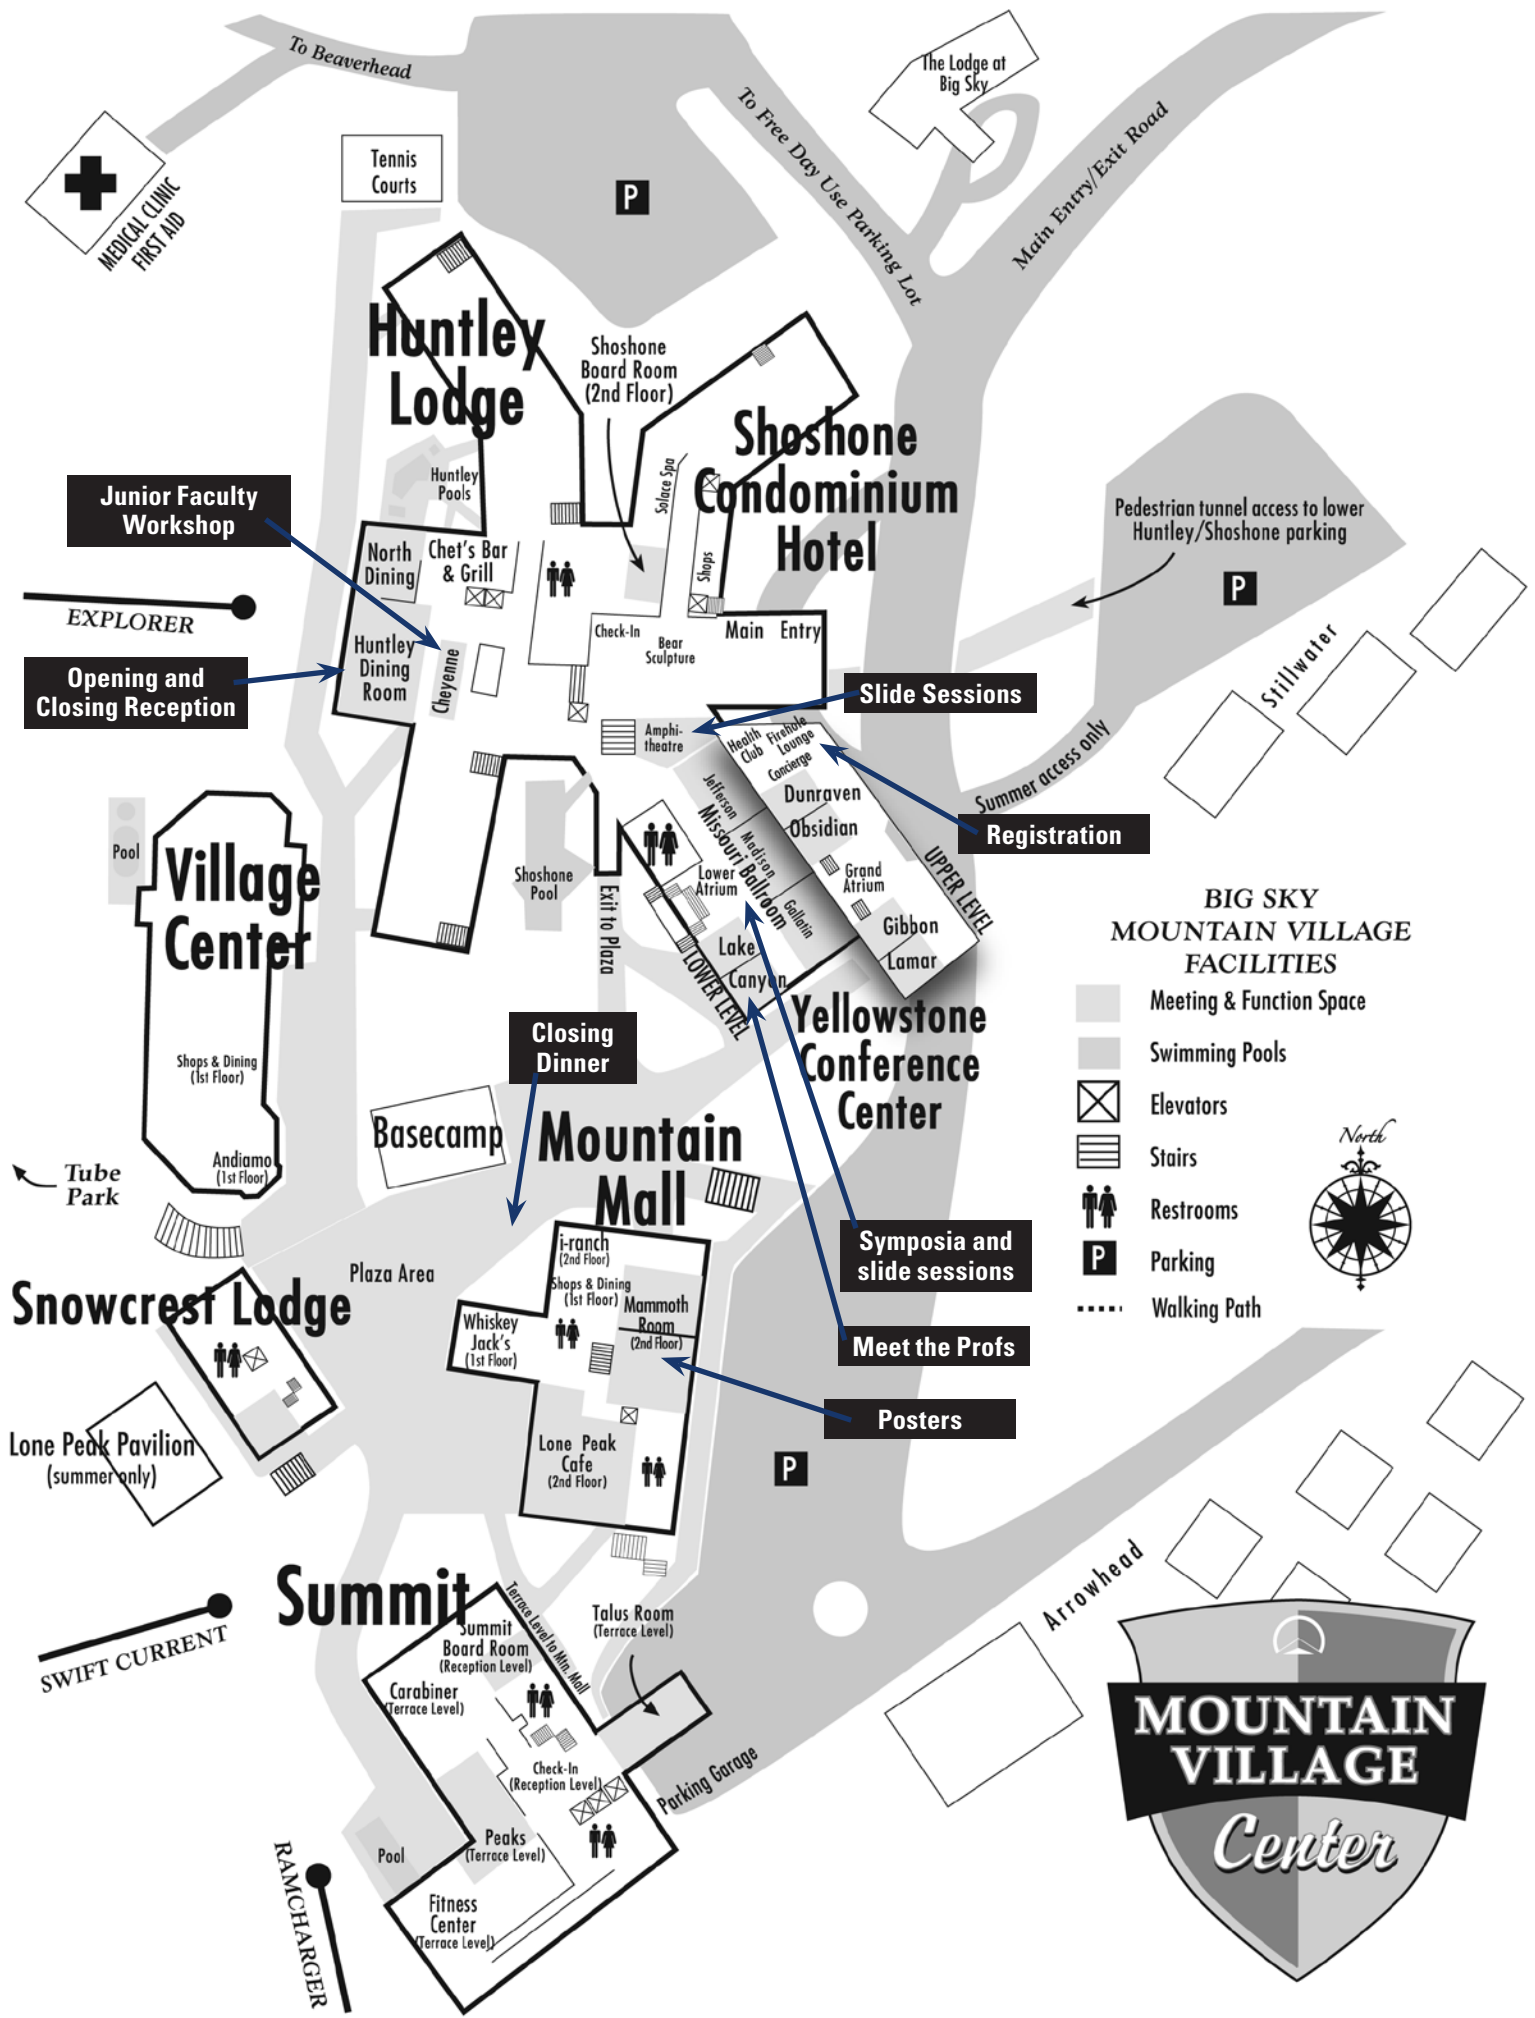 To Beaverhead
The Lodge at
Big Sky
To Free Day Use Parking Lot
Main Entry/Exit Road
Tennis
Courts
MEDICAL CLINIC
FIRST AID
P
Huntley
Lodge
Shoshone
Board Room
(2nd Floor)
Shoshone
Condominium
Hotel
Solace Spa
Shops
Huntley
Pools
Junior Faculty
Workshop
North
Dining
Chet's Bar
& Grill
Pedestrian tunnel access to lower
Huntley/Shoshone parking
P
EXPLORER
Check-In
Bear
Sculpture
Main Entry
Huntley
Dining
Room
Cheyenne
Opening and
Closing Reception
Stillwater
Slide Sessions
Amphi-
theatre
Health
Club
Firehole
Lounge
Concierge
Summer access only
Dunraven
Obsidian
Registration
Jefferson
Missouri Ballroom
Madison
Gallatin
Lower
Atrium
Grand
Atrium
UPPER LEVEL
Gibbon
Lamar
Lake
Canyon
LOWER LEVEL
Pool
Village
Center
Shoshone
Pool
Exit to Plaza
Yellowstone
Conference
Center
BIG SKY
MOUNTAIN VILLAGE
FACILITIES
Meeting & Function Space
Swimming Pools
Elevators
Stairs
Restrooms
P
Parking
Walking Path
North
Shops & Dining
(1st Floor)
Closing
Dinner
Basecamp
Mountain
Mall
Andiamo
(1st Floor)
Tube
Park
Symposia and
slide sessions
i-ranch
(2nd Floor)
Shops & Dining
(1st Floor)
Plaza Area
Mammoth
Room
(2nd Floor)
Whiskey
Jack's
(1st Floor)
Snowcrest Lodge
Meet the Profs
Posters
Lone Peak Pavilion
(summer only)
Lone Peak
Cafe
(2nd Floor)
P
Arrowhead
Summit
Terrace Level to Mtn. Mall
Talus Room
(Terrace Level)
Summit
Board Room
(Reception Level)
SWIFT CURRENT
Carabiner
(Terrace Level)
Check-In
(Reception Level)
Parking Garage
Pool
Peaks
(Terrace Level)
Fitness
Center
(Terrace Level)
RAMCHARGER
MOUNTAIN
VILLAGE
Center